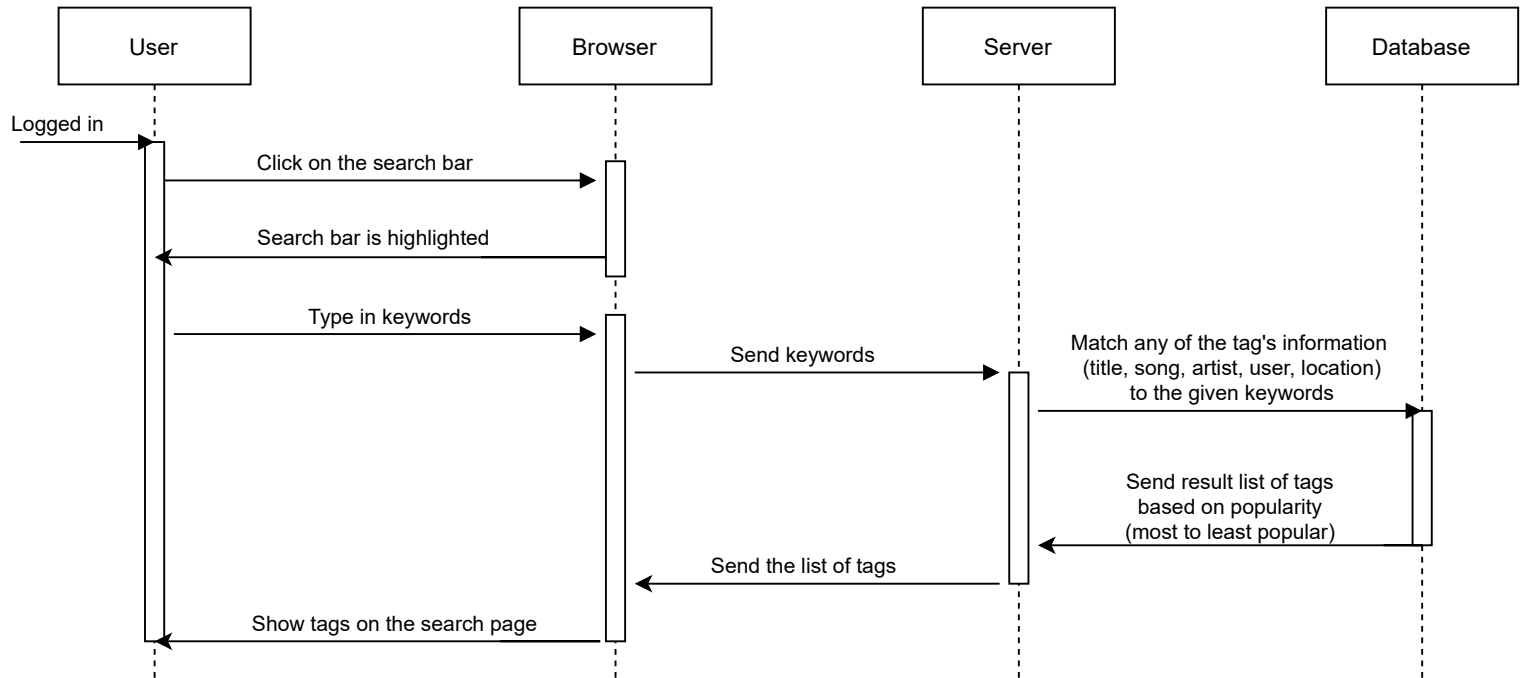 User
Browser
Server
Database
Logged in
Click on the search bar
Search bar is highlighted
Type in keywords
Send keywords
Match any of the tag's information
(title, song, artist, user, location)
to the given keywords
Send result list of tags
based on popularity
(most to least popular)
Send the list of tags
Show tags on the search page